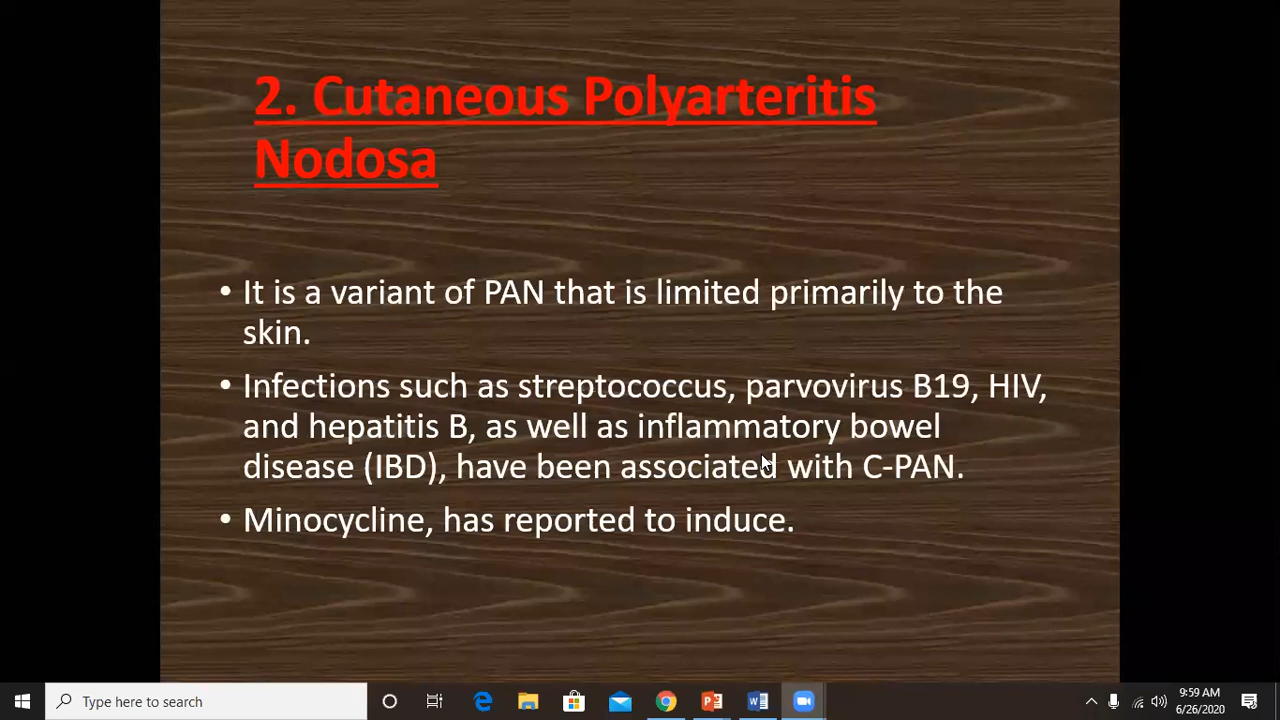 2. Cutaneous Polyarteritis
Nodosa
• It is a variant of PAN that is limited primarily to the
skin.
• Infections such as streptococcus, parvovirus B19, HIV,
and hepatitis B, as well as inflammatory bowel
disease (IBD), have been associated with C-PAN.
• Minocycline, has reported to induce.
Type here to search
9:59 AM
6/26/2020